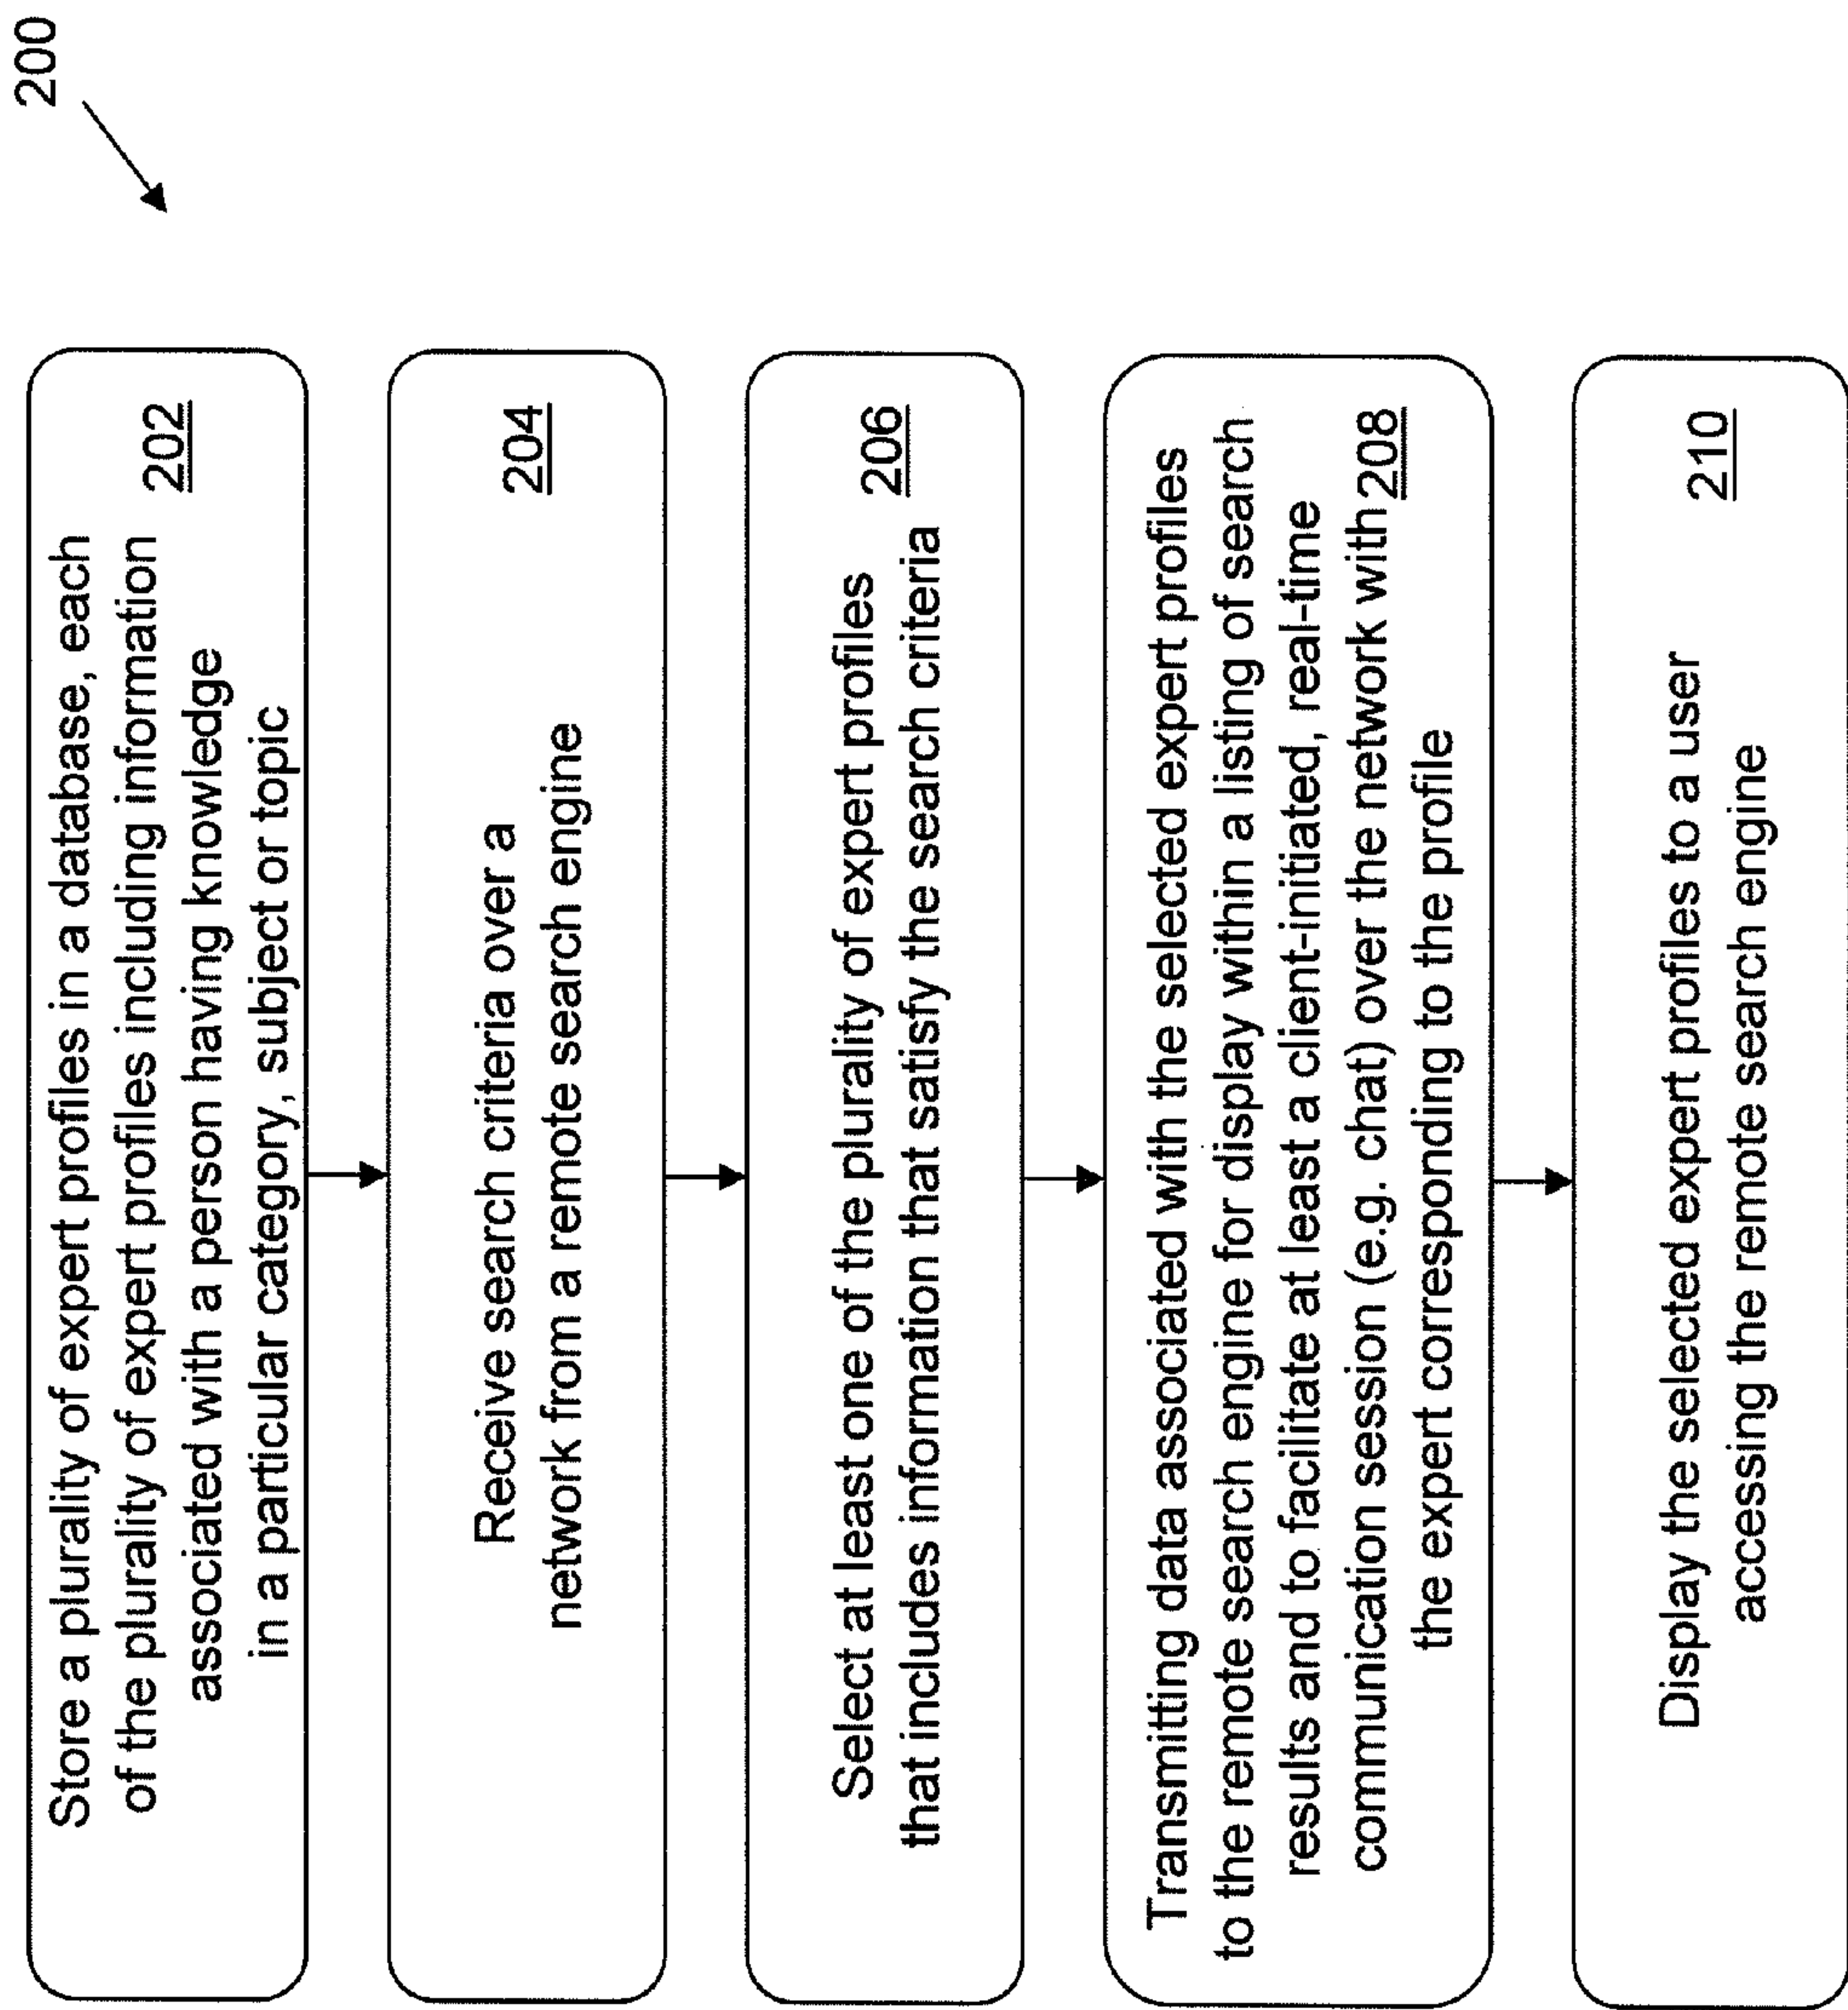 200
Store a plurality of expert profiles in a database, each
of the plurality of expert profiles including information
associated with a person having knowledge
in a particular category, subject or topic
202
Receive search criteria over a
network from a remote search engine
204
Select at least one of the plurality of expert profiles
that includes information that satisfy the search criteria
206
Transmitting data associated with the selected expert profiles
to the remote search engine for display within a listing of search
results and to facilitate at least a client-initiated, real-time
communication session (e.g. chat) over the network with
the expert corresponding to the profile
208
Display the selected expert profiles to a user
accessing the remote search engine
210